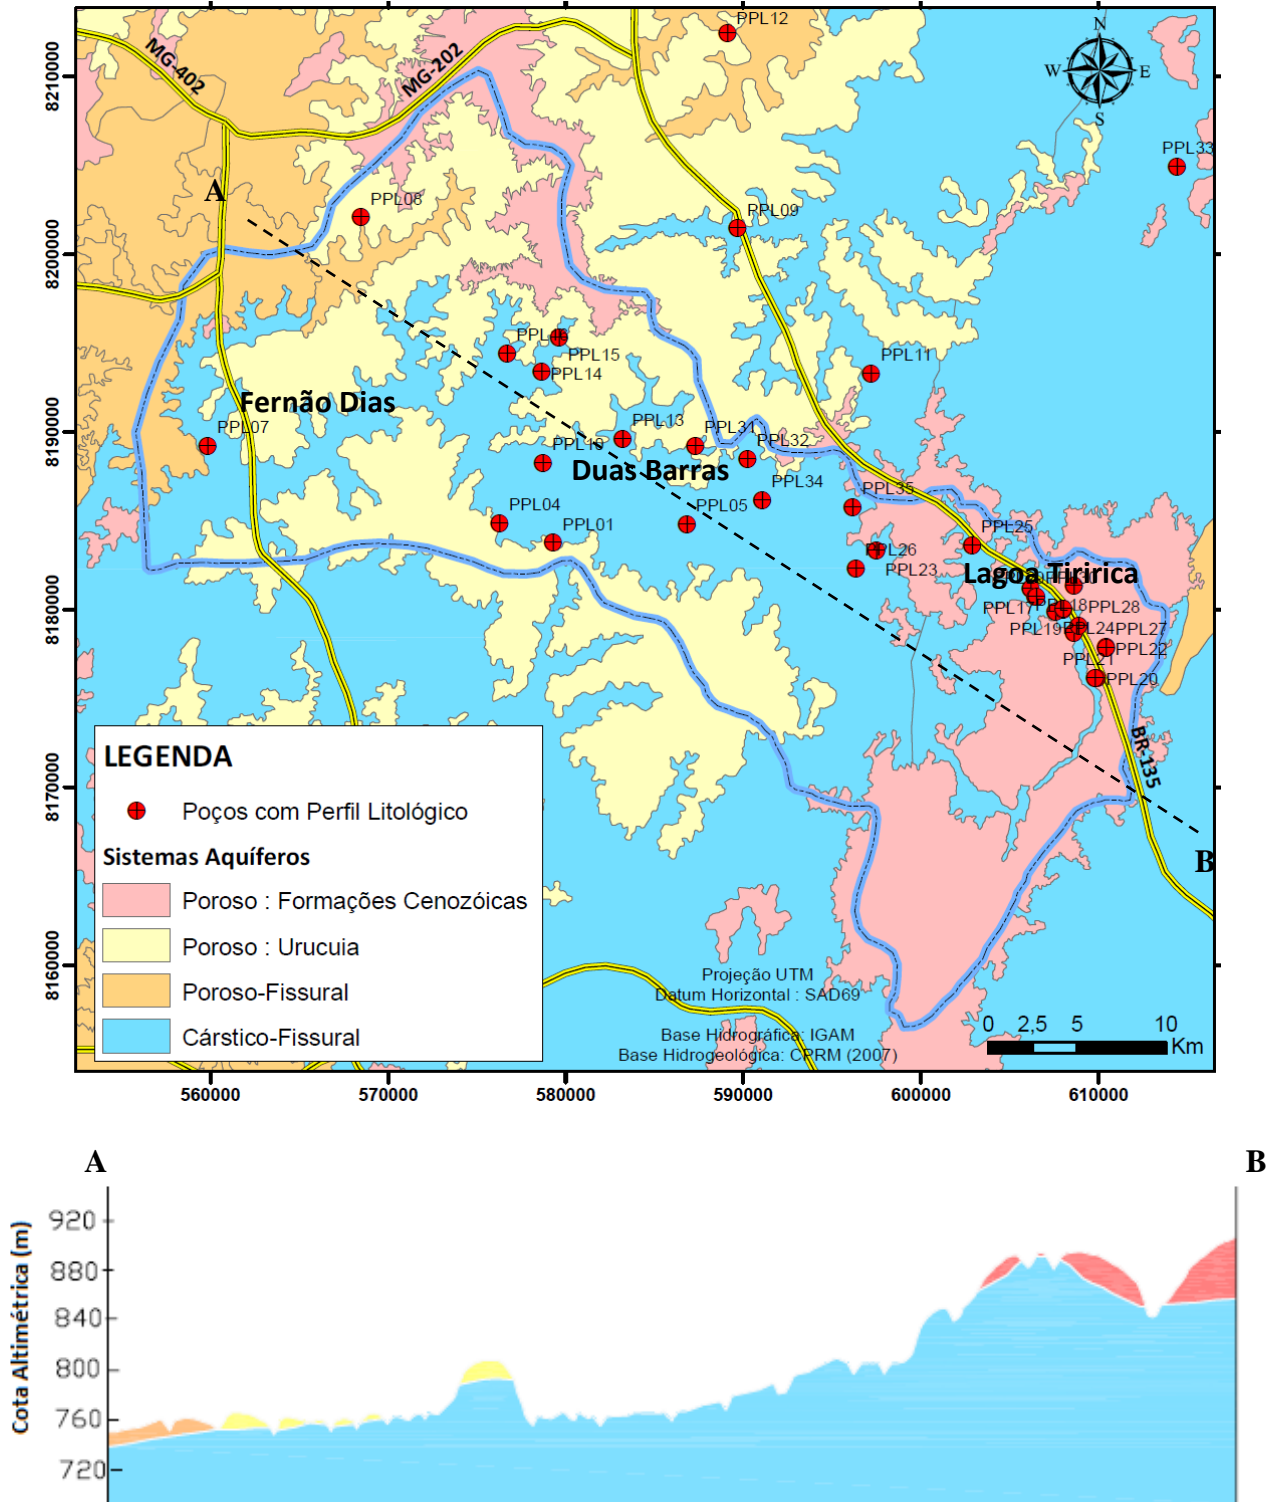 PPL12
N
W E
S
MG-402
MG-202
PPL33
A
PPL08
PPL09
PPL15
PPL14
PPL11
Fernão Dias
PPL07
PPL13
PPL31
PPL32
PPL10
Duas Barras
PPL34
PPL04
PPL05
PPL35
PPL01
PPL25
PPL26
PPL23
Lagoa Tiririca
PPL17
PPL18
PPL28
PPL19
PPL24
PPL27
PPL22
PPL21
PPL20
BR-135
B
8210000
8200000
8190000
8180000
8170000
8160000
LEGENDA
Poços com Perfil Litológico
Sistemas Aquíferos
Poroso : Formações Cenozóicas
Poroso : Urucuia
Poroso-Fissural
Cárstico-Fissural
Projeção UTM
Datum Horizontal : SAD69
Base Hidrográfica: IGAM
Base Hidrogeológica: CPRM (2007)
0 2,5 5 10
Km
560000 570000 580000 590000 600000 610000
A B
Cota Altimétrica (m)
920
880
840
800
760
720